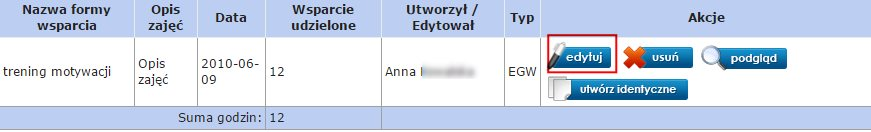 Nazwa formy wsparcia Opis zajęć Data Wsparcie udzielone Utworzył / Edytował Typ Akcje
trening motywacji Opis zajęć 2010-06-09 12 Anna EGW edytuj usuń podgląd
utwórz identyczne
Suma godzin: 12